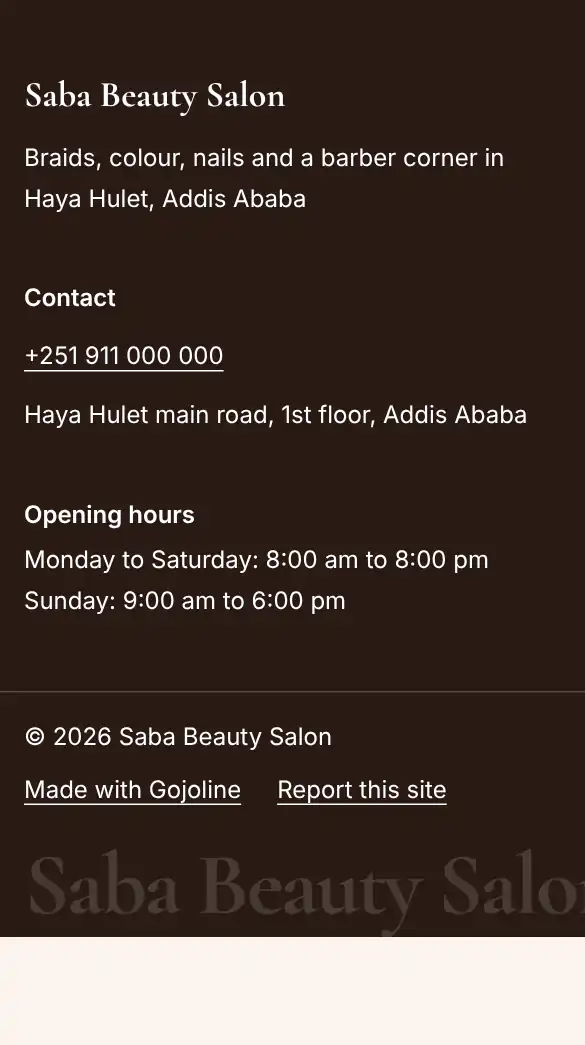 Saba Beauty Salon
Braids, colour, nails and a barber corner in
Haya Hulet, Addis Ababa
Contact
+251 911 000 000
Haya Hulet main road, 1st floor, Addis Ababa
Opening hours
Monday to Saturday: 8:00 am to 8:00 pm
Sunday: 9:00 am to 6:00 pm
© 2026 Saba Beauty Salon
Made with Gojoline Report this site
Saba Beauty Salon